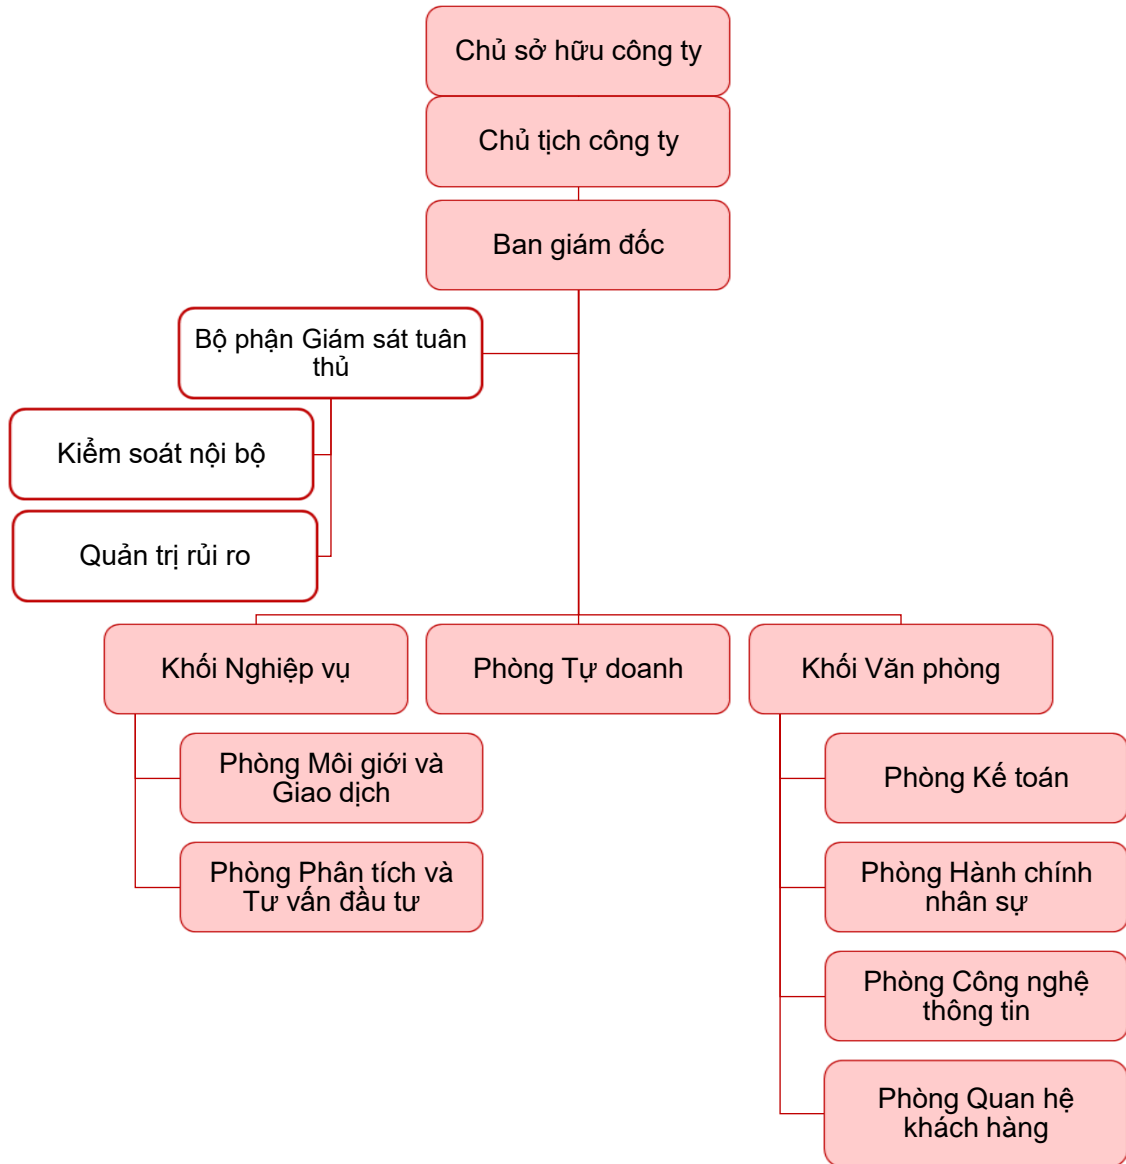 Chủ sở hữu công ty
Chủ tịch công ty
Ban giám đốc
Bộ phận Giám sát tuân
thủ
Kiểm soát nội bộ
Quản trị rủi ro
Khối Nghiệp vụ
Phòng Tự doanh
Khối Văn phòng
Phòng Môi giới và
Giao dịch
Phòng Phân tích và
Tư vấn đầu tư
Phòng Kế toán
Phòng Hành chính
nhân sự
Phòng Công nghệ
thông tin
Phòng Quan hệ
khách hàng